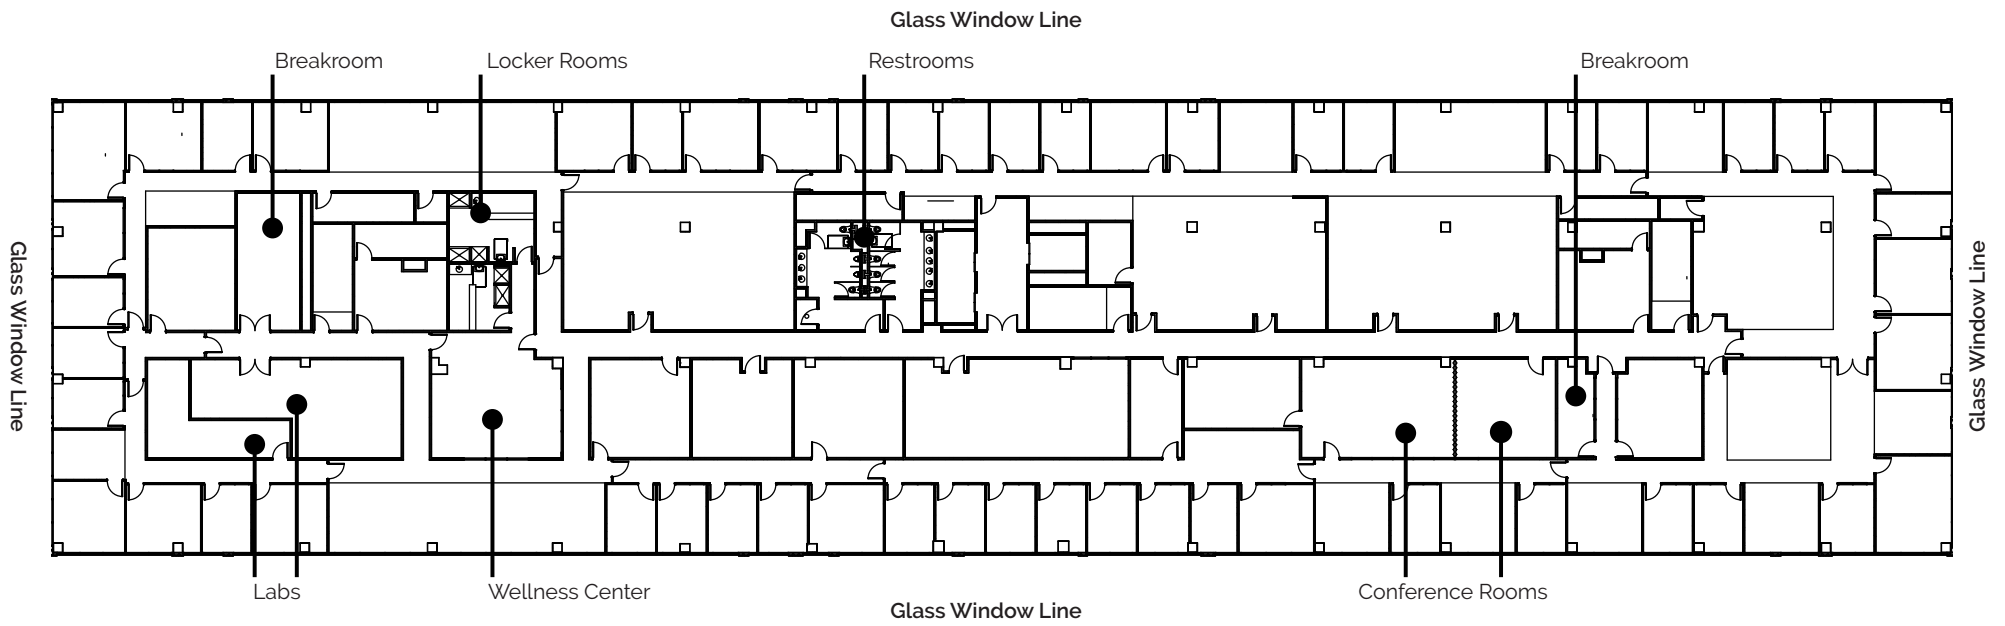 Glass Window Line
Breakroom
Locker Rooms
Restrooms
Breakroom
Glass Window Line
Glass Window Line
Labs
Wellness Center
Conference Rooms
Glass Window Line